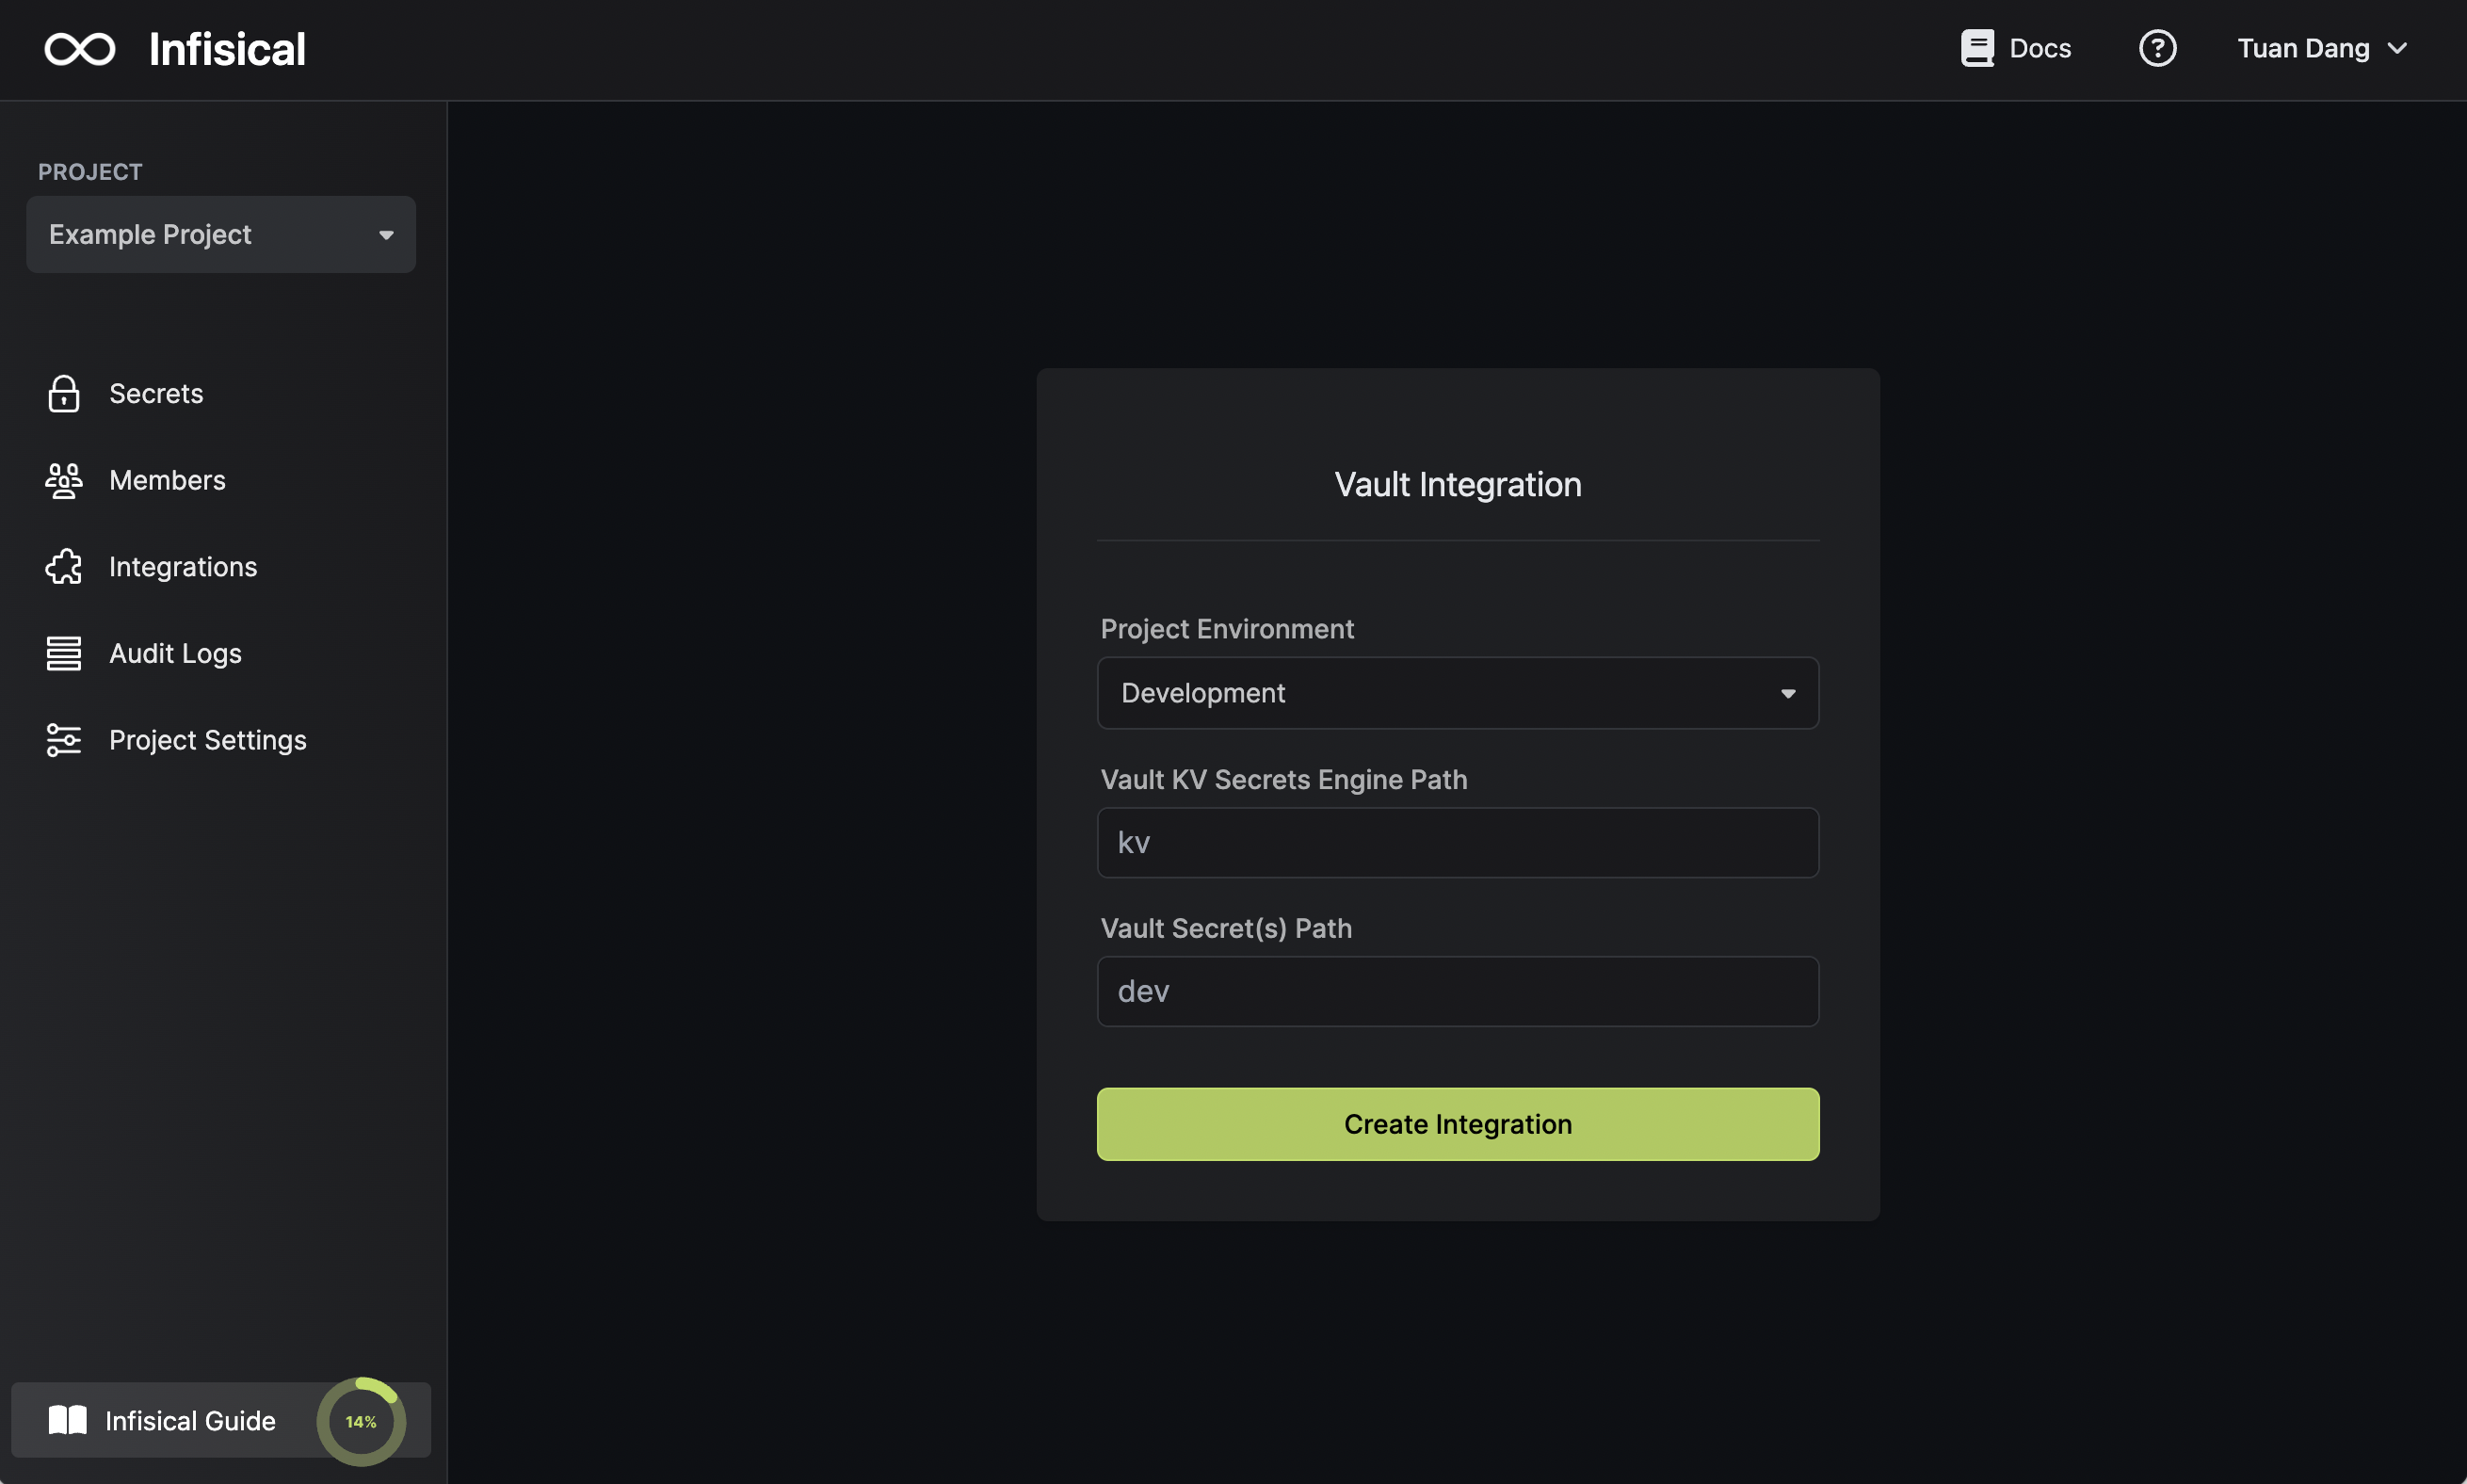 Infisical
Docs
Tuan Dang
PROJECT
Example Project
Secrets
Members
Integrations
Audit Logs
Project Settings
Vault Integration
Project Environment
Development
Vault KV Secrets Engine Path
kv
Vault Secret(s) Path
dev
Create Integration
Infisical Guide
14%